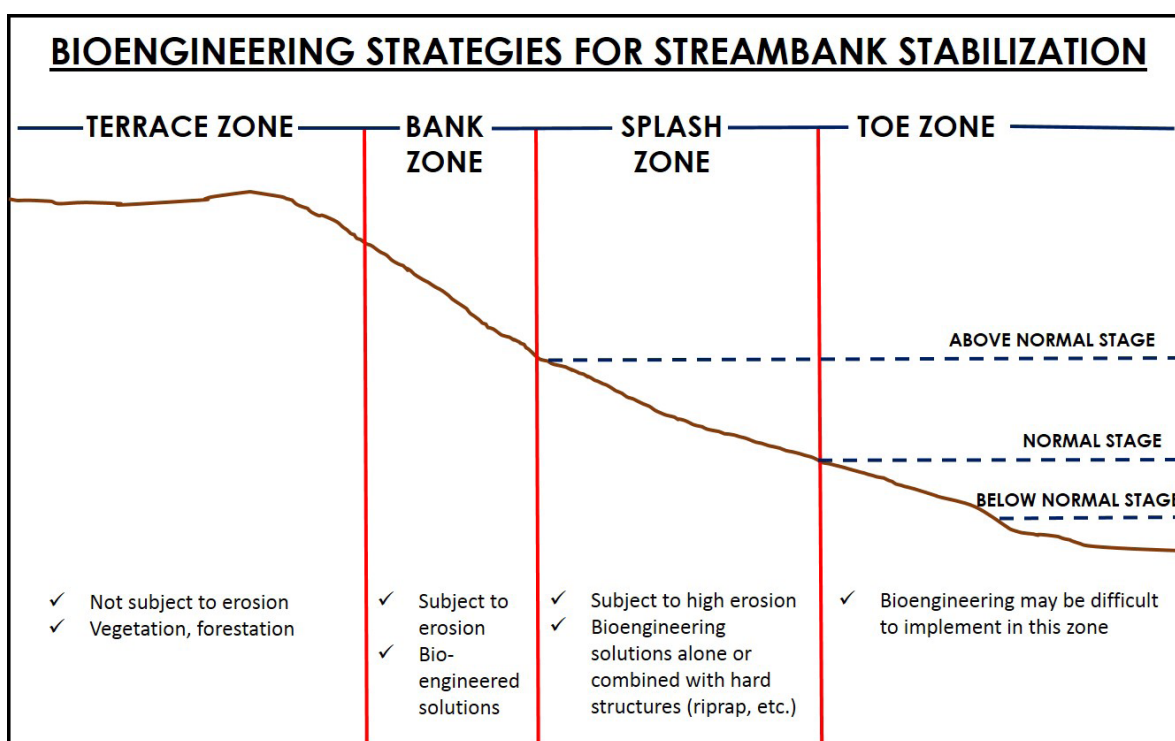 BIOENGINEERING STRATEGIES FOR STREAMBANK STABILIZATION
TERRACE ZONE
BANK
ZONE
SPLASH
ZONE
TOE ZONE
ABOVE NORMAL STAGE
NORMAL STAGE
BELOW NORMAL STAGE
✓ Not subject to erosion
✓ Vegetation, forestation
✓ Subject to
erosion
✓ Bio-
engineered
solutions
✓ Subject to high erosion
✓ Bioengineering
solutions alone or
combined with hard
structures (riprap, etc.)
✓ Bioengineering may be difficult
to implement in this zone